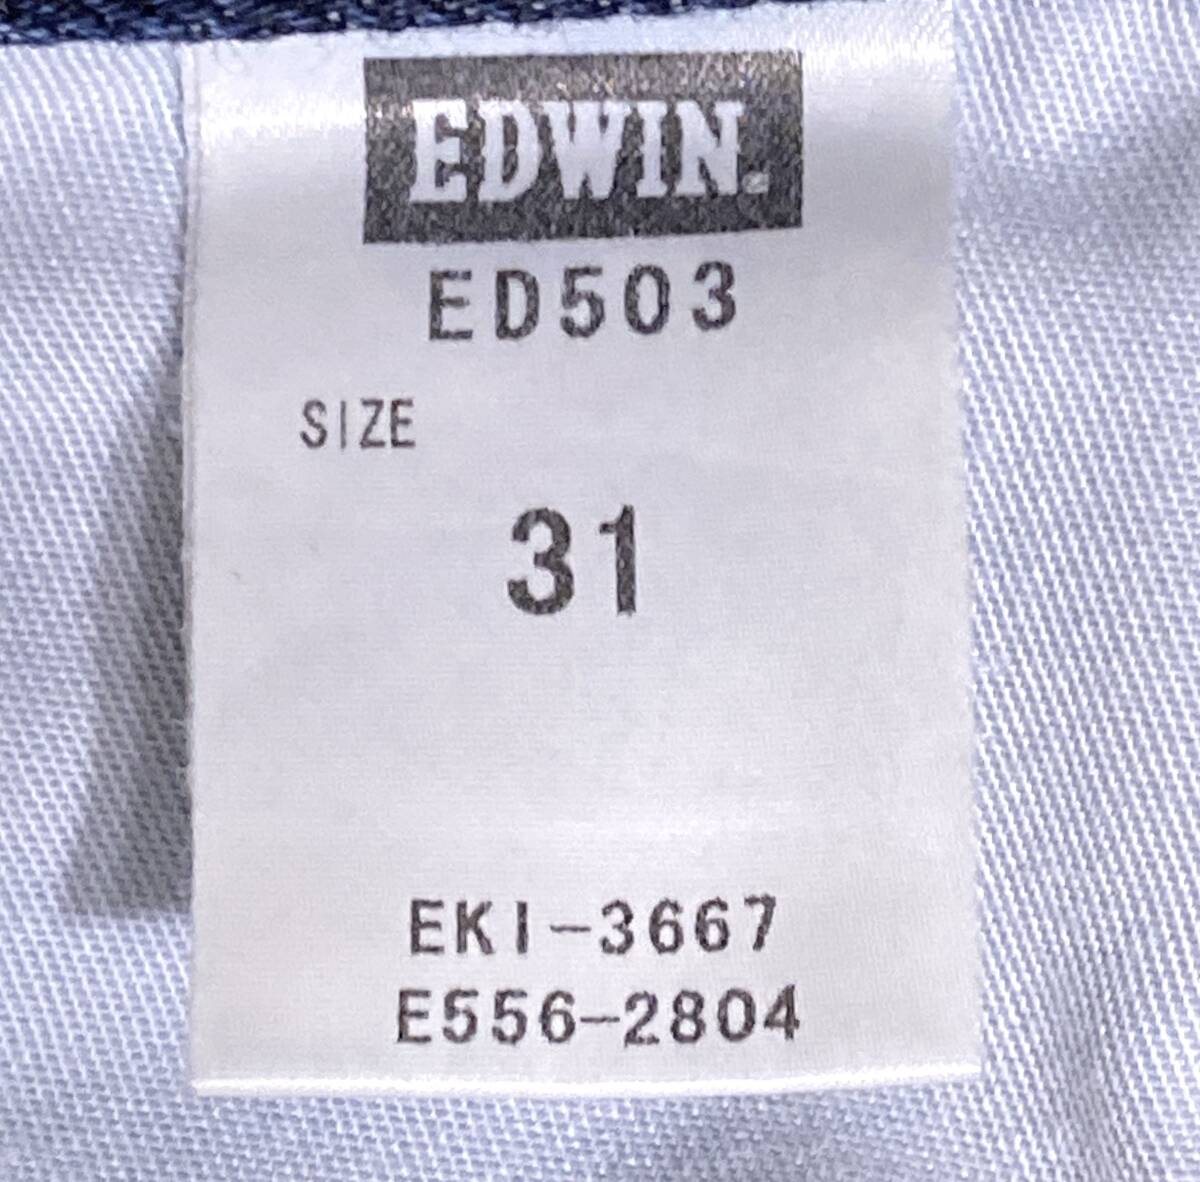 EDWIN.
ED503
SIZE
31
EKI-3667
E556-2804